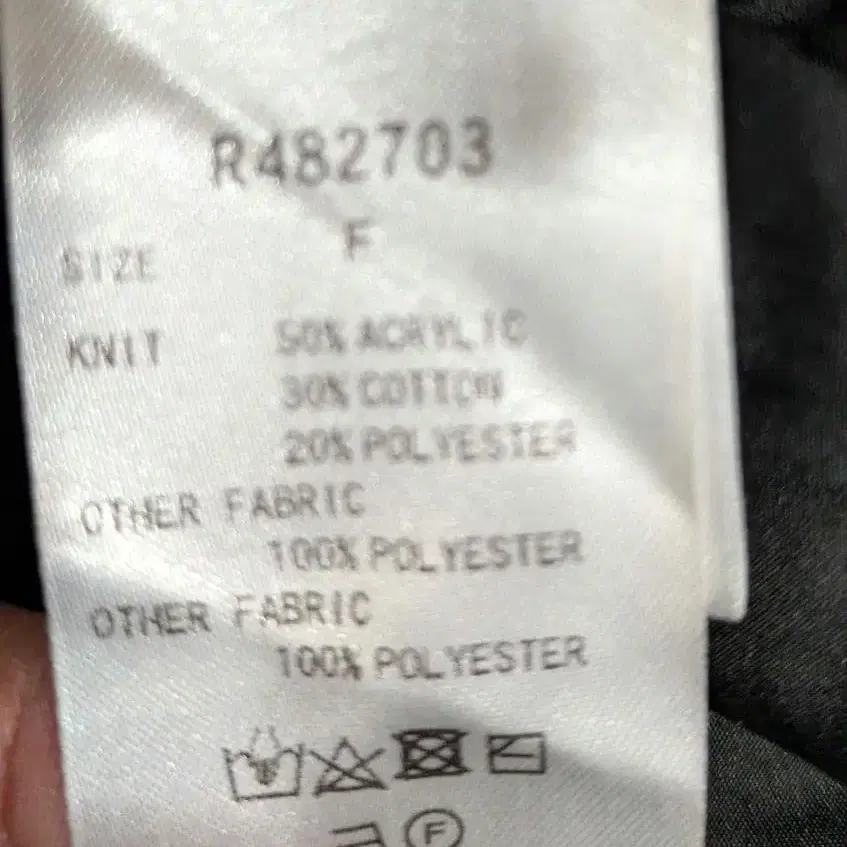 R482703
SIZE F
KNIT 50% ACRYLIC
30% COTTON
20% POLYESTER
OTHER FABRIC
100% POLYESTER
OTHER FABRIC
100% POLYESTER
F